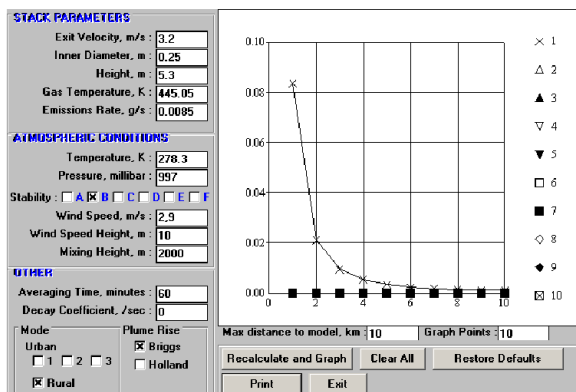 STACK PARAMETERS
Exit Velocity, m/s : 3.2
Inner Diameter, m : 0.25
Height, m : 5.3
Gas Temperature, K : 445.05
Emissions Rate, g/s : 0.0085
ATMOSPHERIC CONDITIONS
Temperature, K : 278.3
Pressure, millibar : 997
Stability : A B C D E F
Wind Speed, m/s : 2,9
Wind Speed Height, m : 10
Mixing Height, m : 2000
OTHER
Averaging Time, minutes : 60
Decay Coefficient, /sec : 0
Mode
Urban
1 2 3
Rural
Plume Rise
Briggs
Holland
0.10
0.08
0.06
0.04
0.02
0.00
0 2 4 6 8 10
1
2
3
4
5
6
7
8
9
10
Max distance to model, km : 10 Graph Points : 10
Recalculate and Graph Clear All Restore Defaults
Print Exit